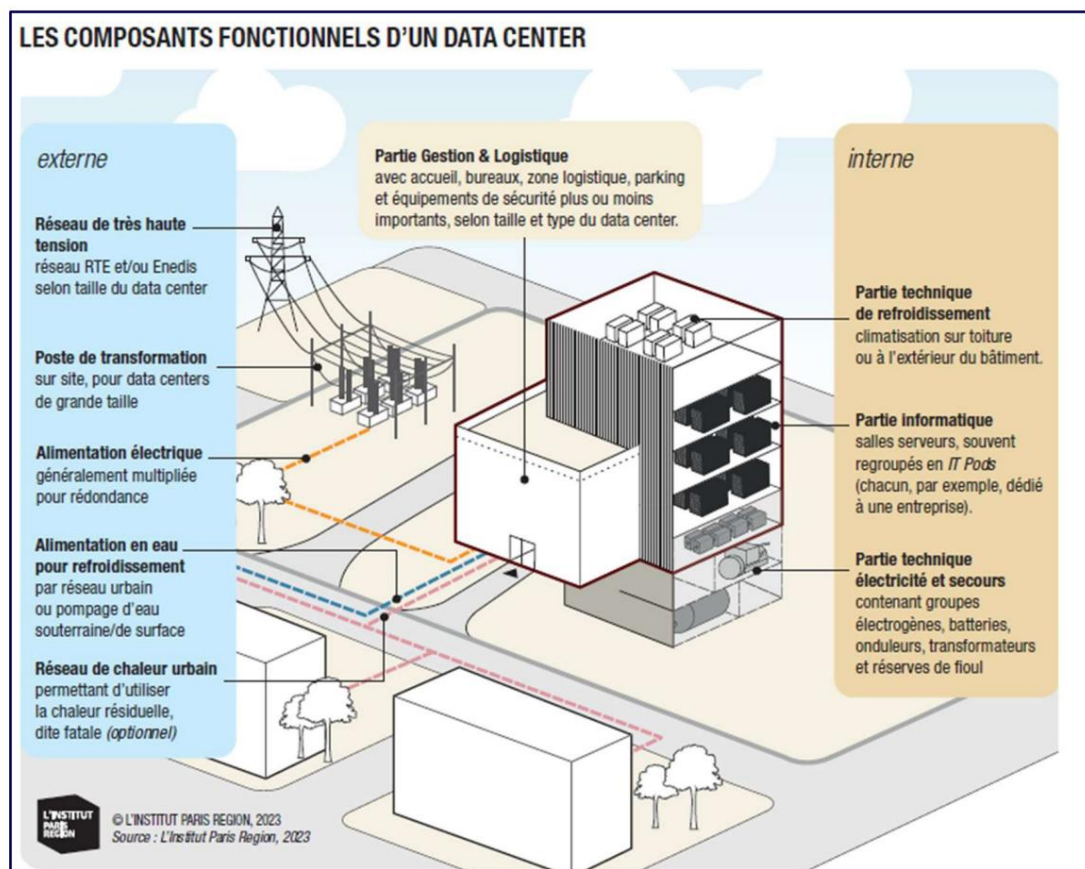 LES COMPOSANTS FONCTIONNELS D'UN DATA CENTER
externe
Réseau de très haute
tension
réseau RTE et/ou Enedis
selon taille du data center
Poste de transformation
sur site, pour data centers
de grande taille
Alimentation électrique
généralement multipliée
pour rédondance
Alimentation en eau
pour refroidissement
par réseau urbain
ou pompage d'eau
souterraine/de surface
Réseau de chaleur urbain
permettant d'utiliser
la chaleur résiduelle,
dite fatale (optionnel)
Partie Gestion & Logistique
avec accueil, bureaux, zone logistique, parking
et équipements de sécurité plus ou moins
importants, selon taille et type du data center.
interne
Partie technique
de refroidissement
climatisation sur toiture
ou à l'extérieur du bâtiment.
Partie informatique
salles serveurs, souvent
regroupés en IT Pods
(chacun, par exemple, dédié
à une entreprise).
Partie technique
électricité et secours
contenant groupes
électrogènes, batteries,
onduleurs, transformateurs
et réserves de fioul
L'INSTITUT
PARIS
REGION
© L'INSTITUT PARIS REGION, 2023
Source : L'Institut Paris Region, 2023